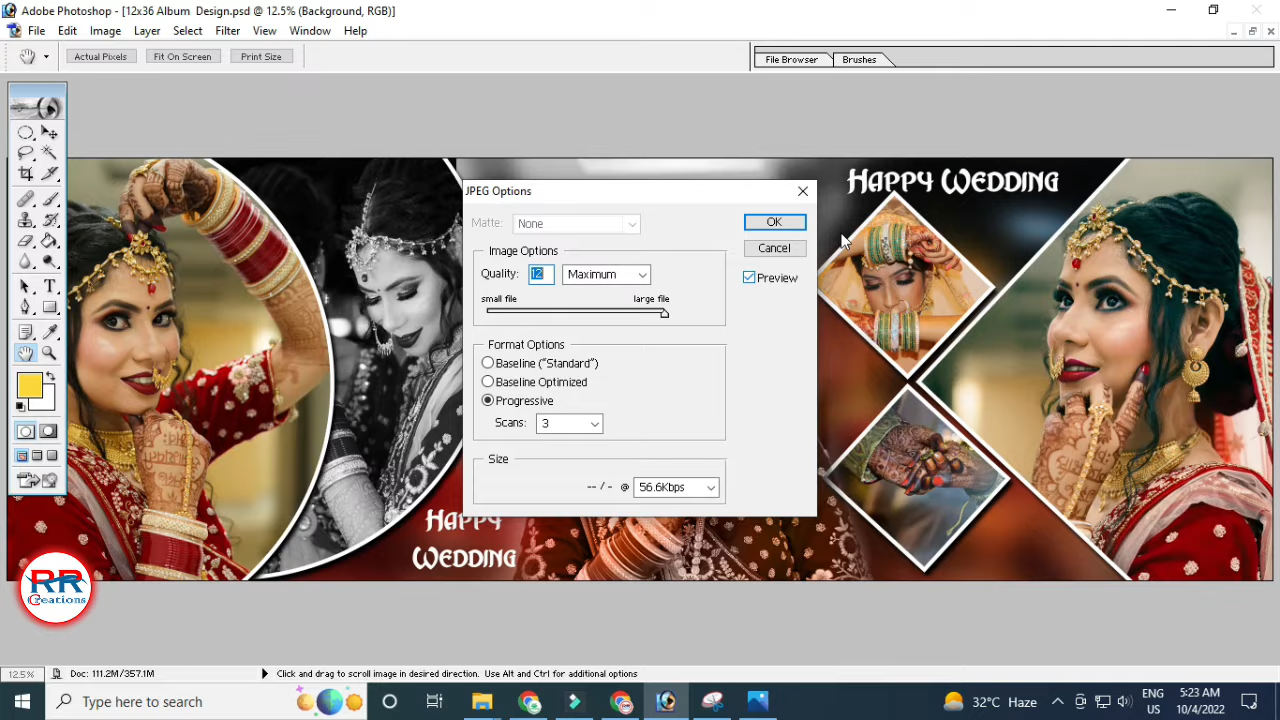 Adobe Photoshop - [12x36 Album Design.psd @ 12.5% (Background, RGB)]
File Edit Image Layer Select Filter View Window Help
Actual Pixels Fit On Screen Print Size File Browser Brushes
JPEG Options
Matte: None
OK
Image Options
Cancel
Quality: 12 Maximum
Preview
small file large file
Format Options
Baseline ("Standard")
Baseline Optimized
Progressive
Scans: 3
Size
-- / - @ 56.6Kbps
Happy Wedding
Happy
Wedding
RR
Creations
12.5% Doc: 111.2M/357.1M Click and drag to scroll image in desired direction. Use Alt and Ctrl for additional options
Type here to search
32°C Haze
ENG
US
5:23 AM
10/4/2022